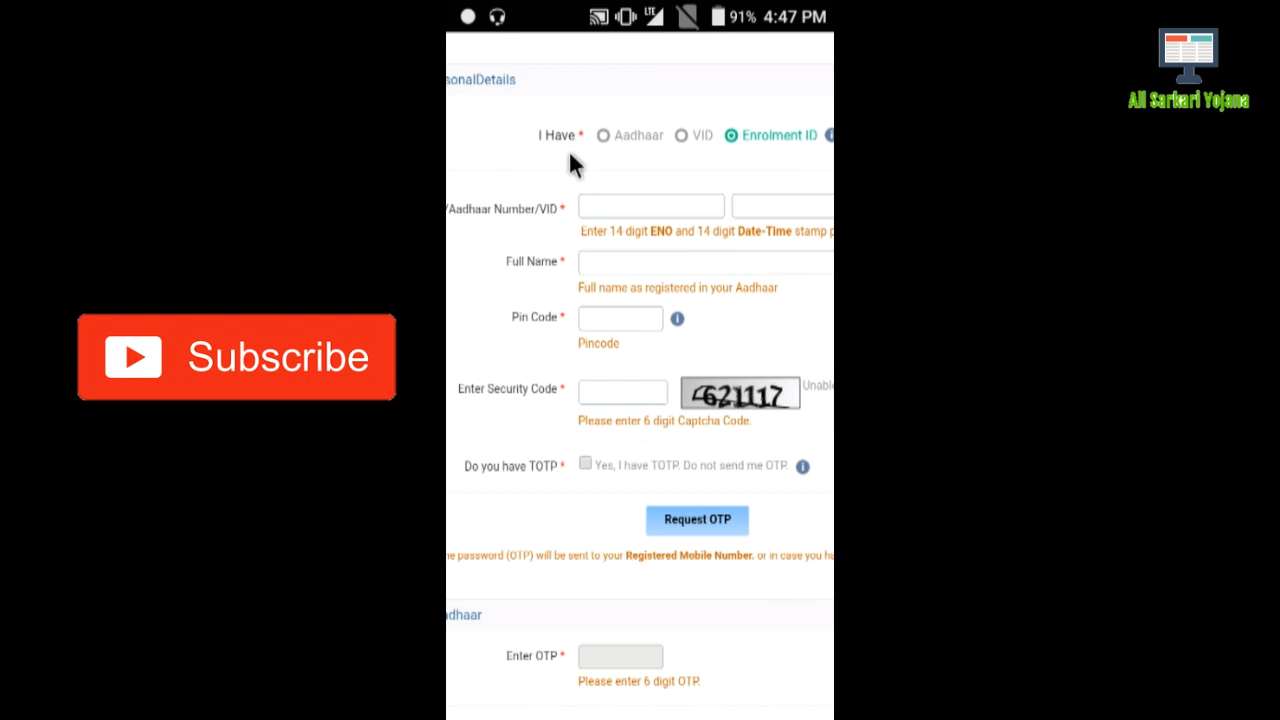 LTE 91% 4:47 PM
All Sarkari Yojana
sonalDetails
I Have * Aadhaar VID Enrolment ID
/Aadhaar Number/VID *
Enter 14 digit ENO and 14 digit Date-Time stamp p
Full Name *
Full name as registered in your Aadhaar
Pin Code *
Pincode
Subscribe
Enter Security Code * 621117 Unabl
Please enter 6 digit Captcha Code.
Do you have TOTP * Yes, I have TOTP. Do not send me OTP.
Request OTP
e password (OTP) will be sent to your Registered Mobile Number. or in case you h
dhaar
Enter OTP *
Please enter 6 digit OTP.